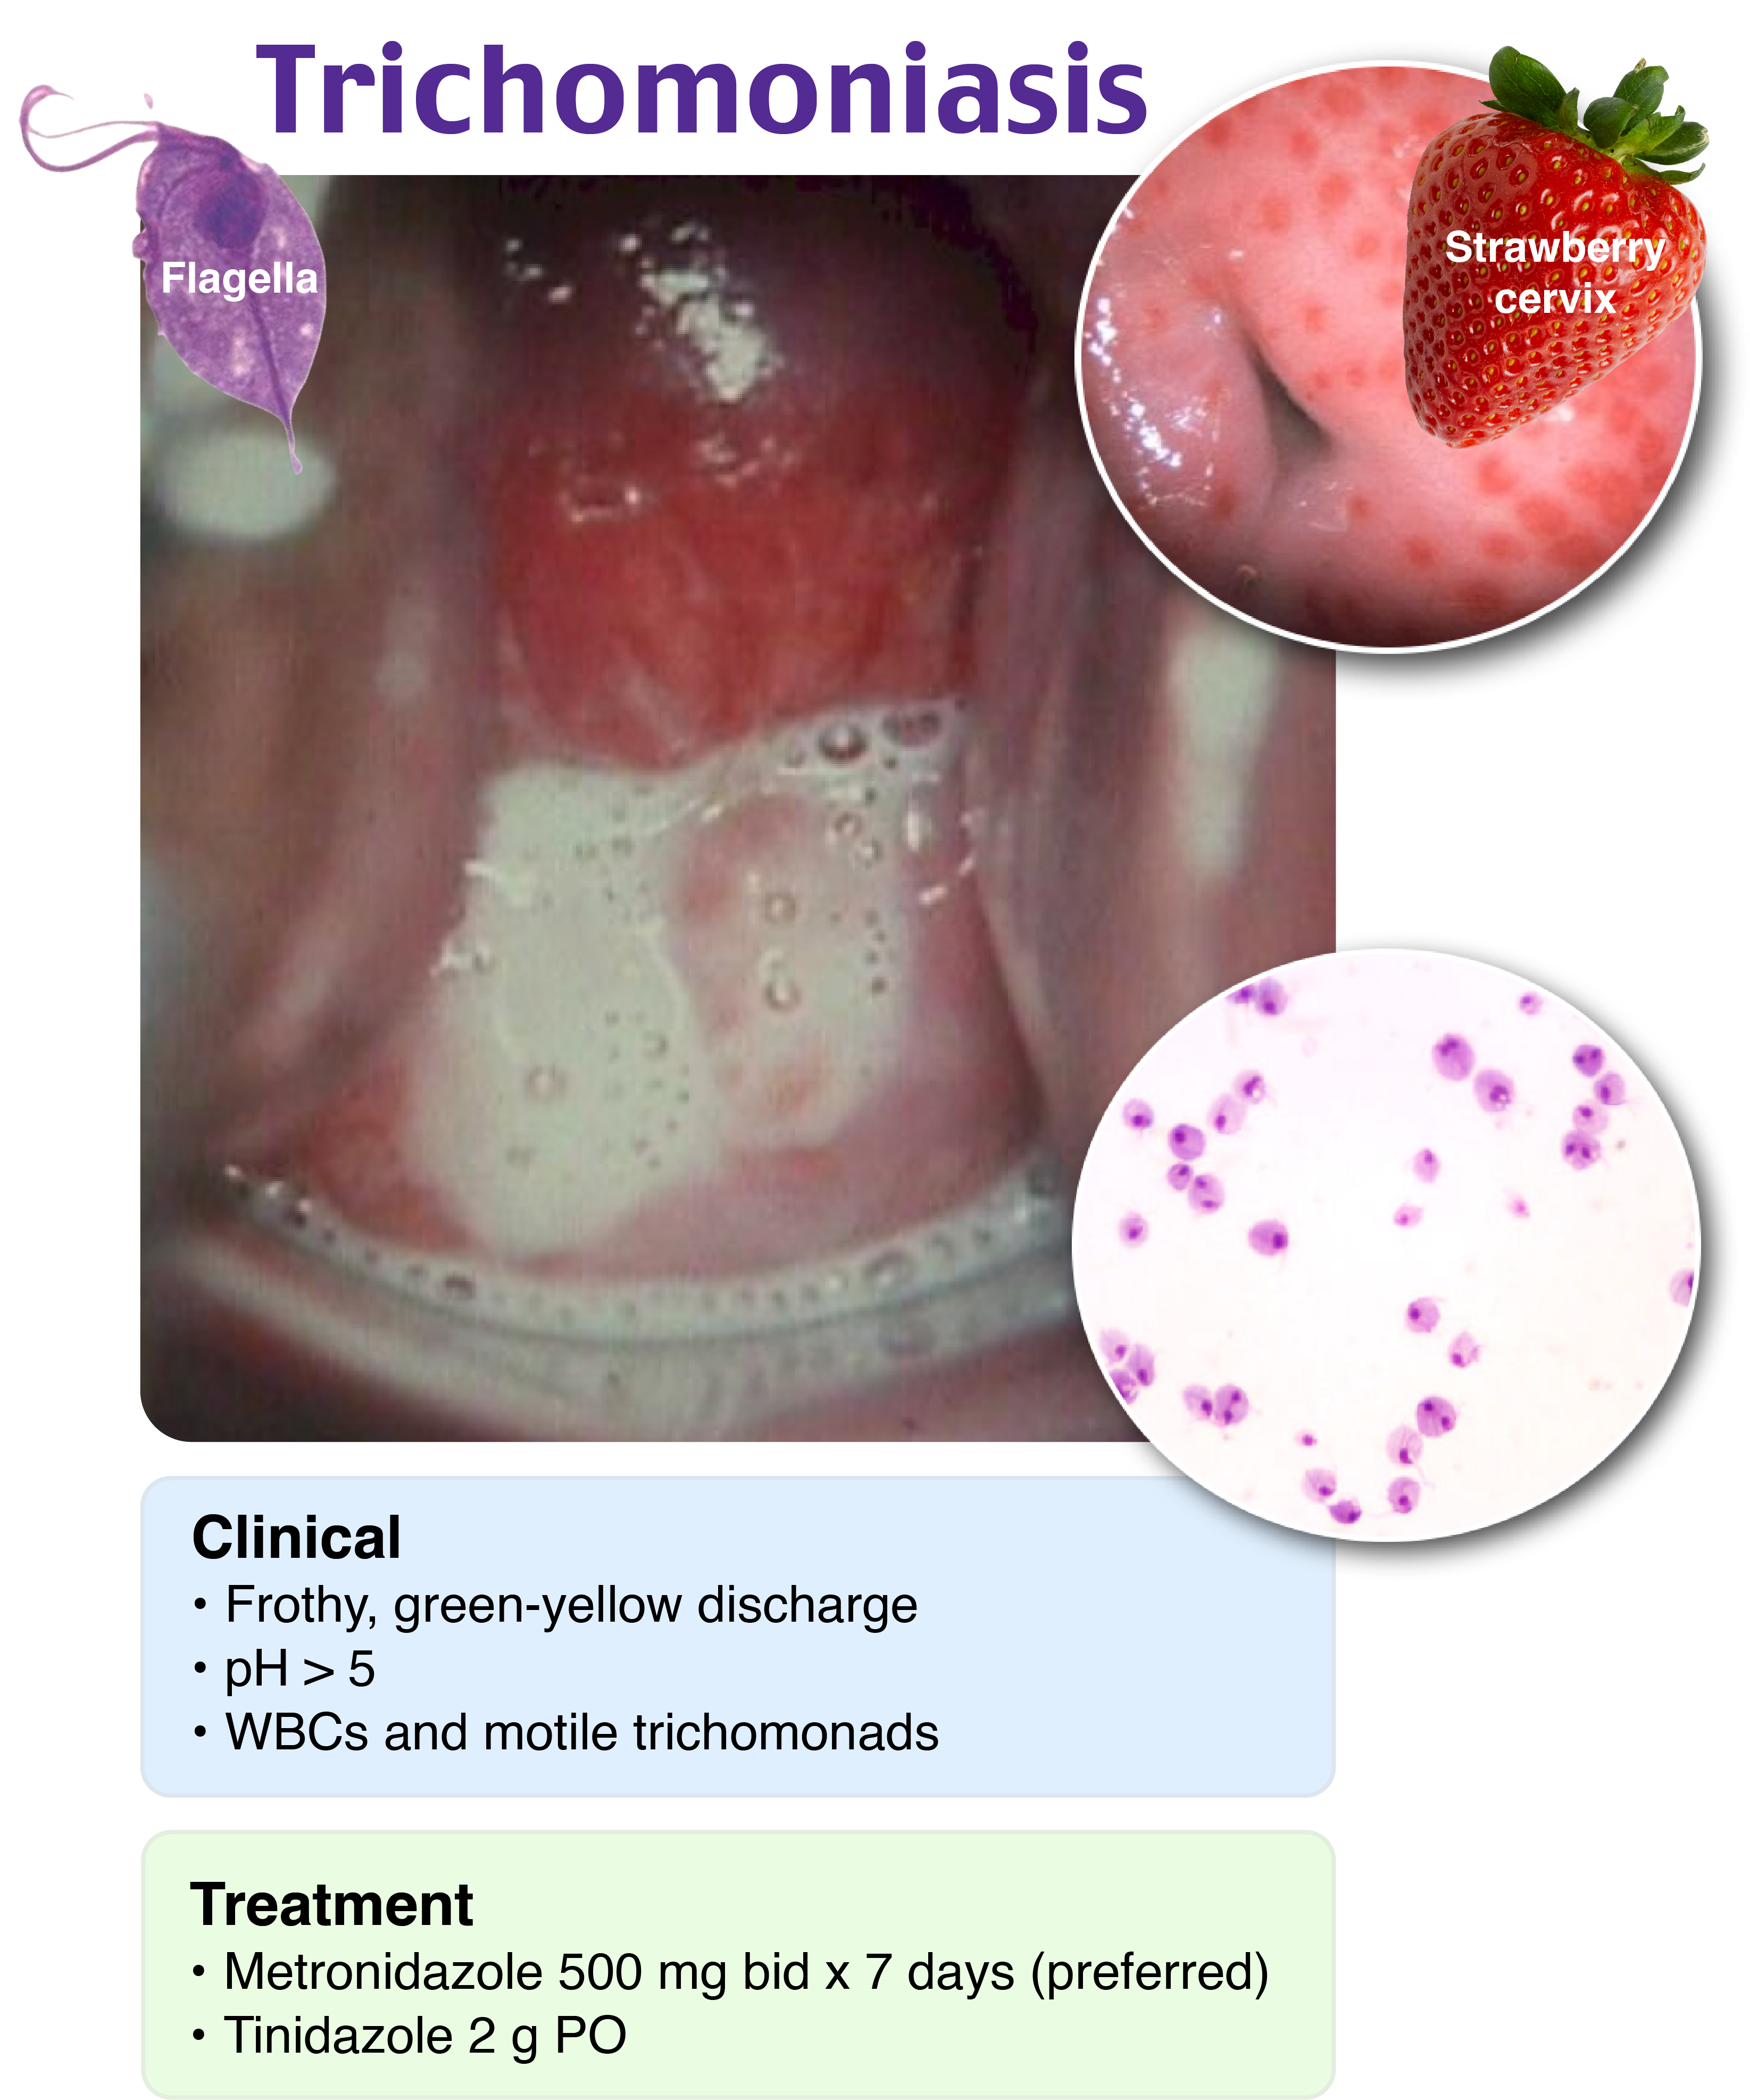 Trichomoniasis
Flagella
Strawberry
cervix
Clinical
• Frothy, green-yellow discharge
• pH > 5
• WBCs and motile trichomonads
Treatment
• Metronidazole 500 mg bid x 7 days (preferred)
• Tinidazole 2 g PO